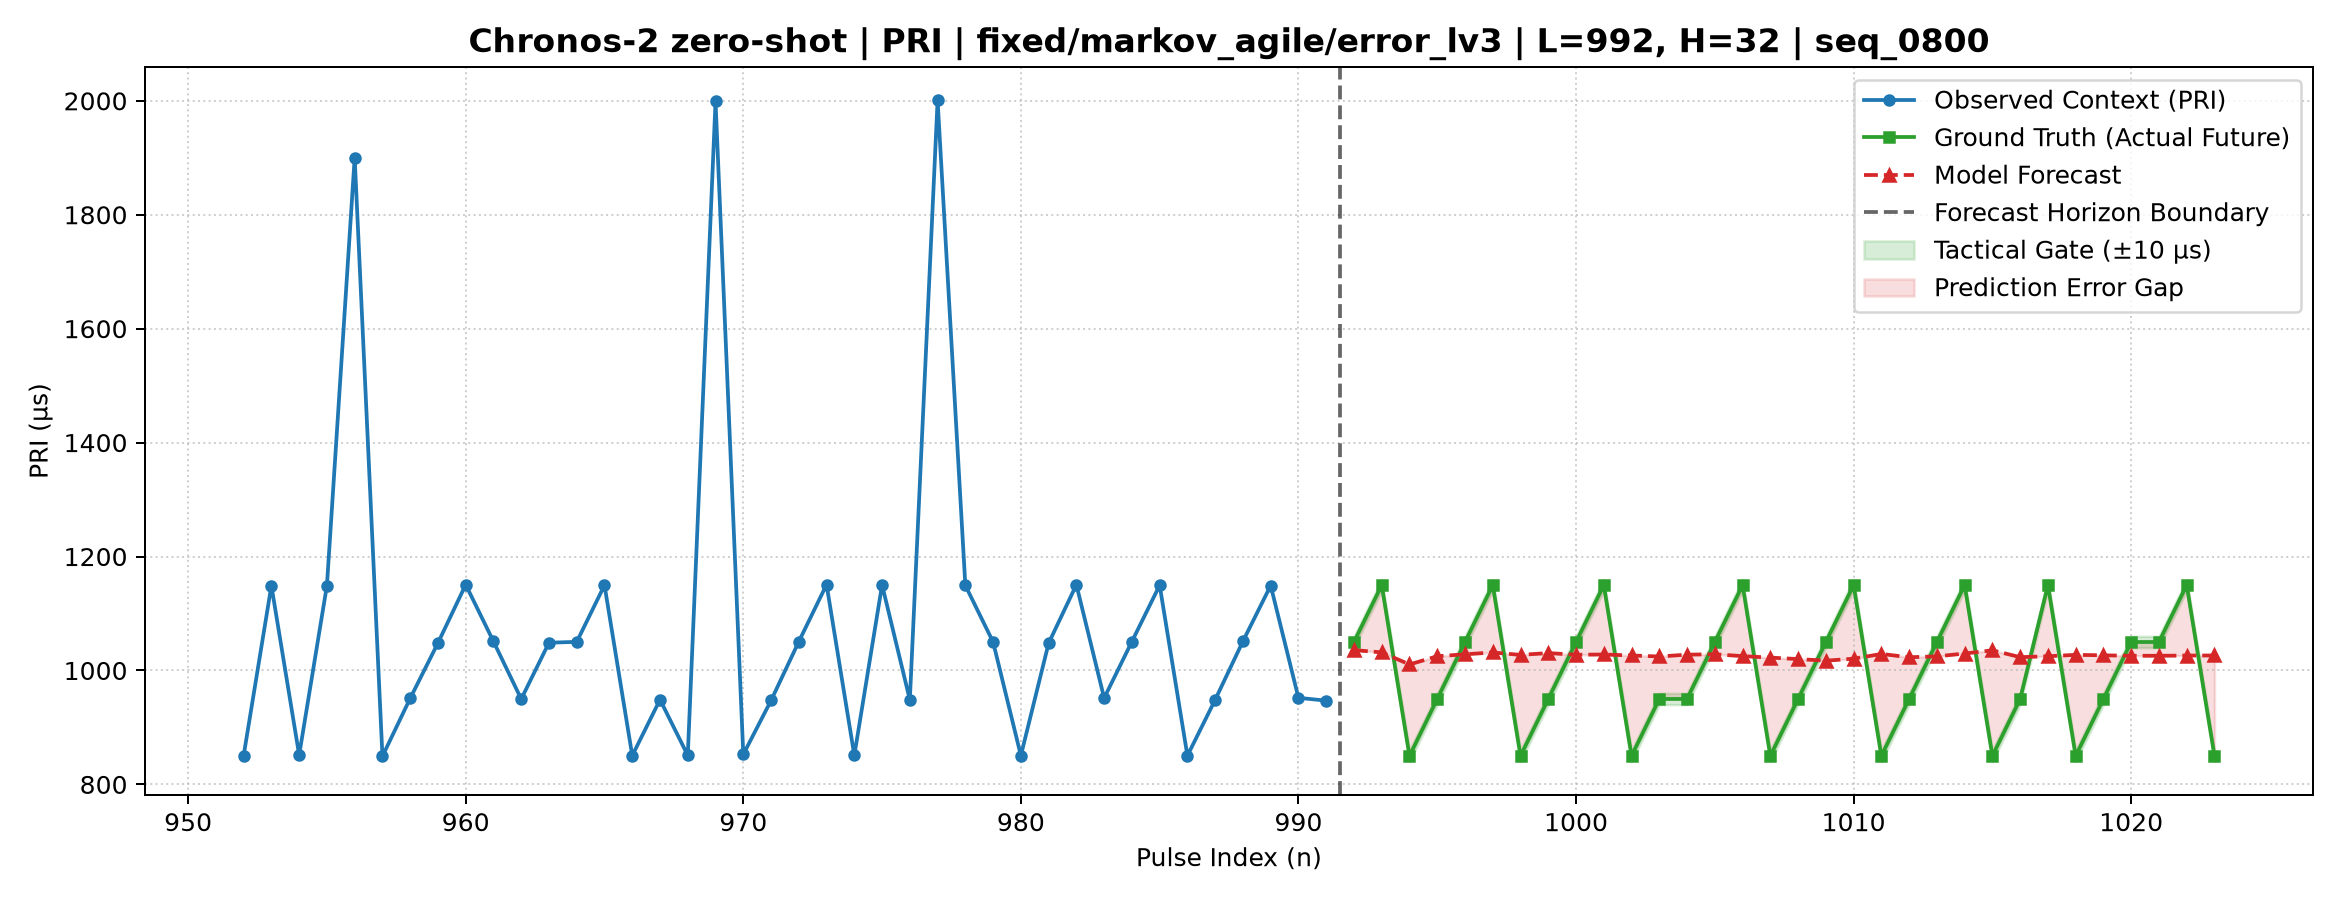 Chronos-2 zero-shot | PRI | fixed/markov_agile/error_lv3 | L=992, H=32 | seq_0800
PRI (µs)
2000
1800
1600
1400
1200
1000
800
Observed Context (PRI)
Ground Truth (Actual Future)
Model Forecast
Forecast Horizon Boundary
Tactical Gate (±10 µs)
Prediction Error Gap
950 960 970 980 990 1000 1010 1020
Pulse Index (n)